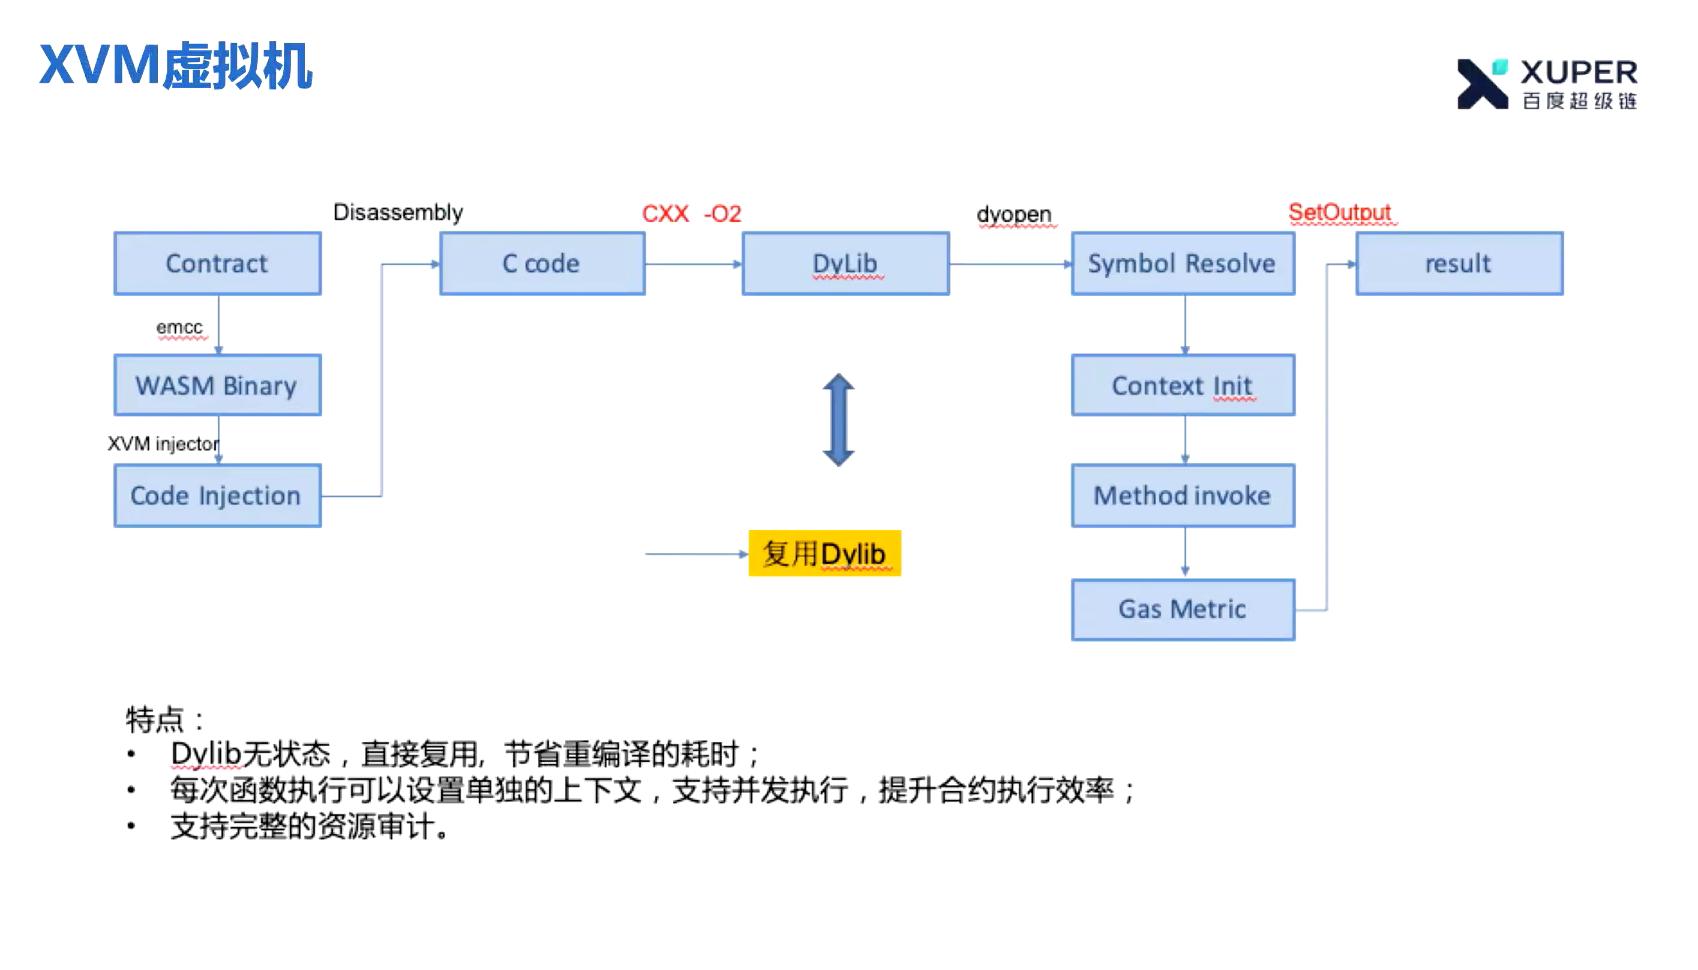 XVM虚拟机
XUPER
百度超级链
Disassembly
CXX -O2
dyopen
SetOutput
Contract
C code
DyLib
Symbol Resolve
result
emcc
WASM Binary
Context Init
XVM injector
Code Injection
Method invoke
复用Dylib
Gas Metric
特点：
• Dylib无状态，直接复用, 节省重编译的耗时；
• 每次函数执行可以设置单独的上下文，支持并发执行，提升合约执行效率；
• 支持完整的资源审计。